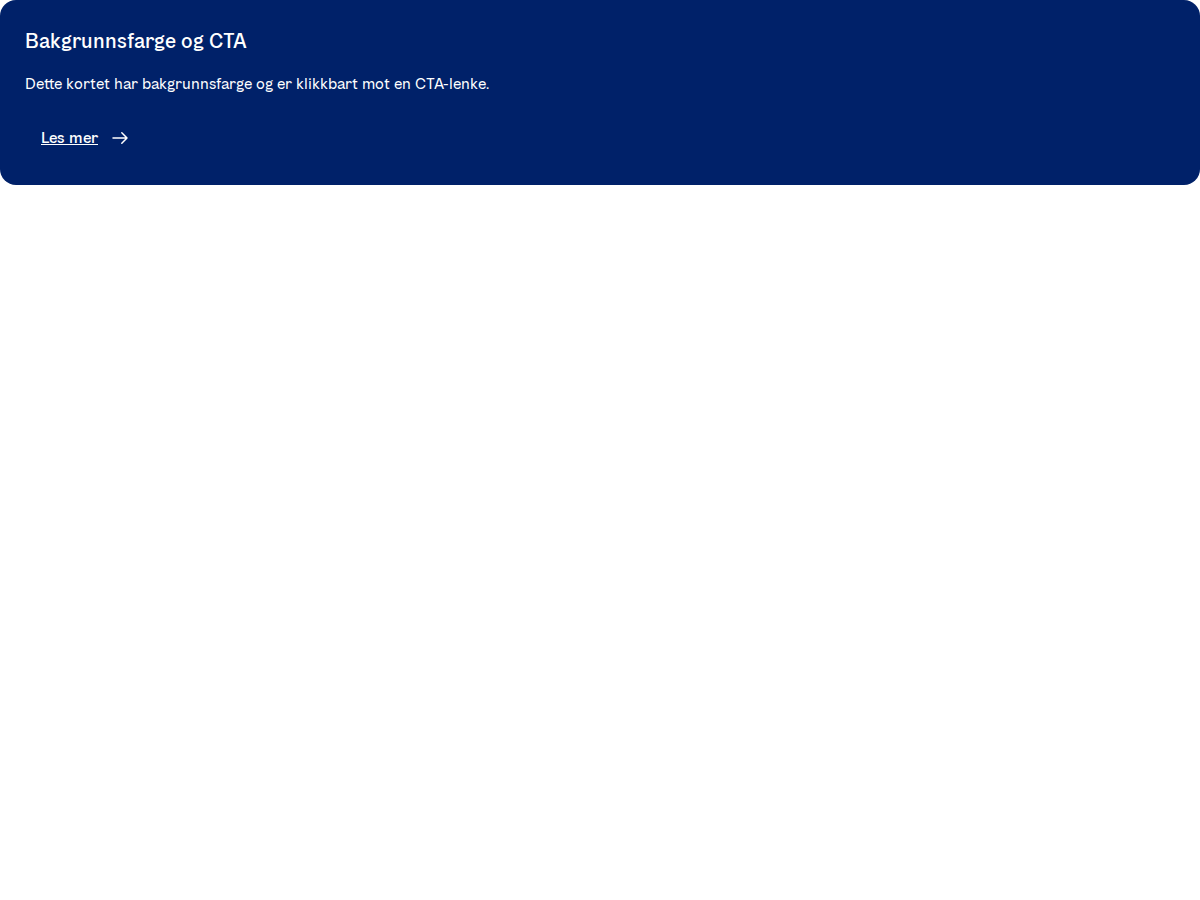 Bakgrunnsfarge og CTA
Dette kortet har bakgrunnsfarge og er klikkbart mot en CTA-lenke.
Les mer